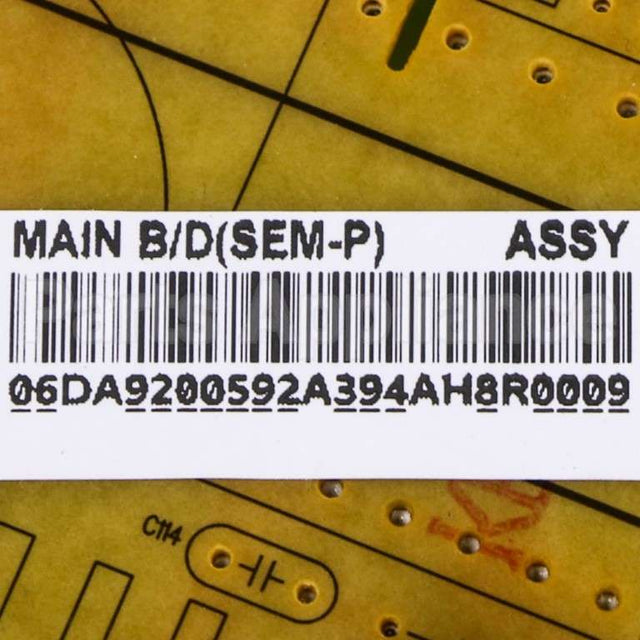 MAIN B/D(SEM-P) ASSY
06DA9200592A394AH8R0009
C114